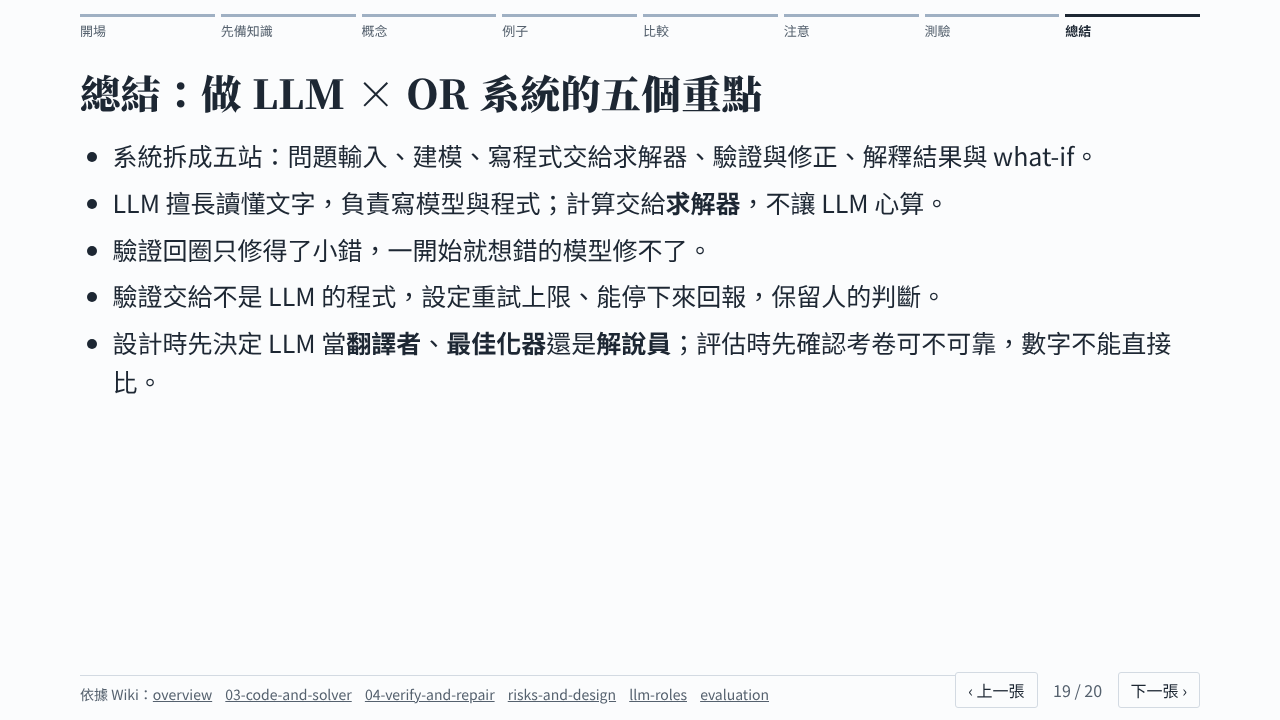 開場
先備知識
概念
例子
比較
注意
測驗
總結
總結：做 LLM × OR 系統的五個重點
• 系統拆成五站：問題輸入、建模、寫程式交給求解器、驗證與修正、解釋結果與 what-if。
• LLM 擅長讀懂文字，負責寫模型與程式；計算交給求解器，不讓 LLM 心算。
• 驗證回圈只修得了小錯，一開始就想錯的模型修不了。
• 驗證交給不是 LLM 的程式，設定重試上限、能停下來回報，保留人的判斷。
• 設計時先決定 LLM 當翻譯者、最佳化器還是解說員；評估時先確認考卷可不可靠，數字不能直接
比。
依據 Wiki：overview 03-code-and-solver 04-verify-and-repair risks-and-design llm-roles evaluation
‹ 上一張
19 / 20
下一張 ›